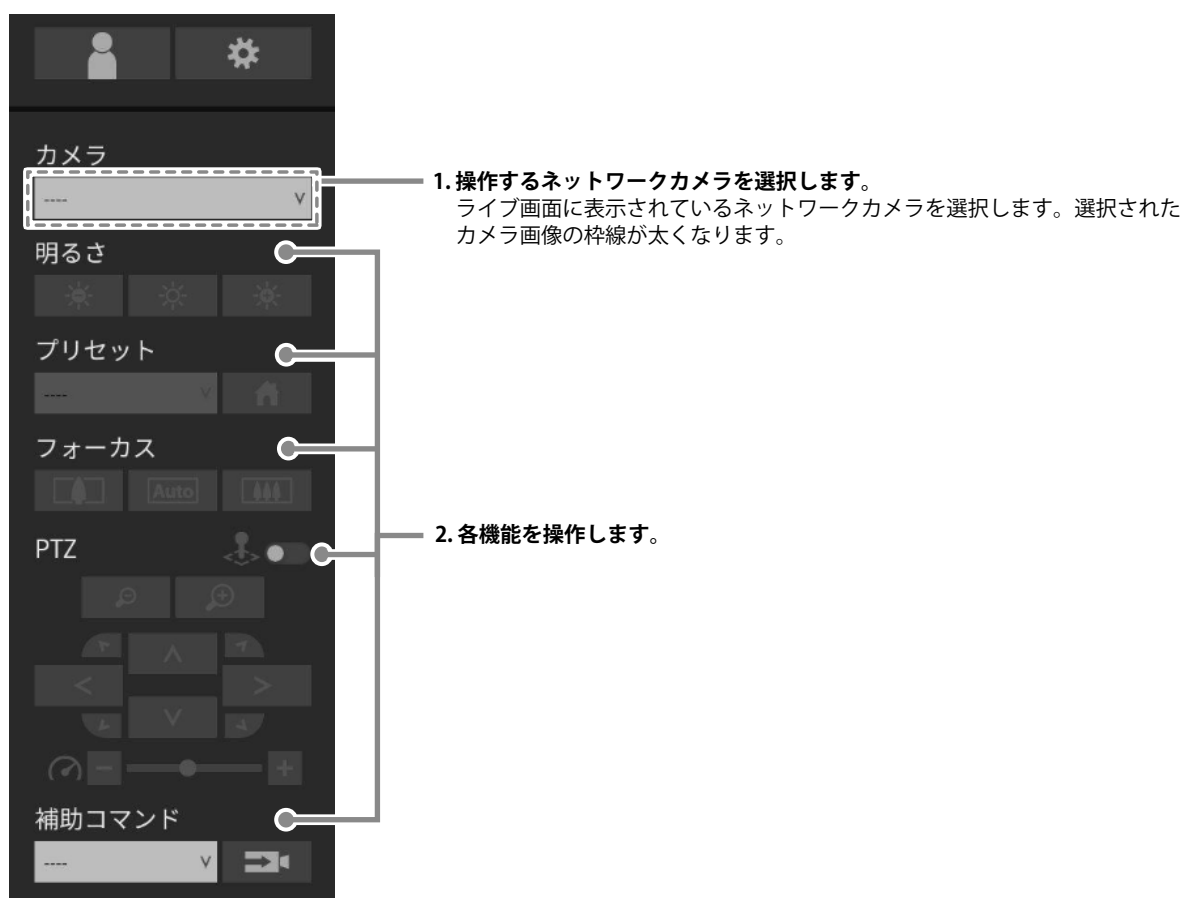 カメラ
----
1. 操作するネットワークカメラを選択します。
ライブ画面に表示されているネットワークカメラを選択します。選択された
カメラ画像の枠線が太くなります。
明るさ
プリセット
----
フォーカス
Auto
PTZ
2. 各機能を操作します。
補助コマンド
----